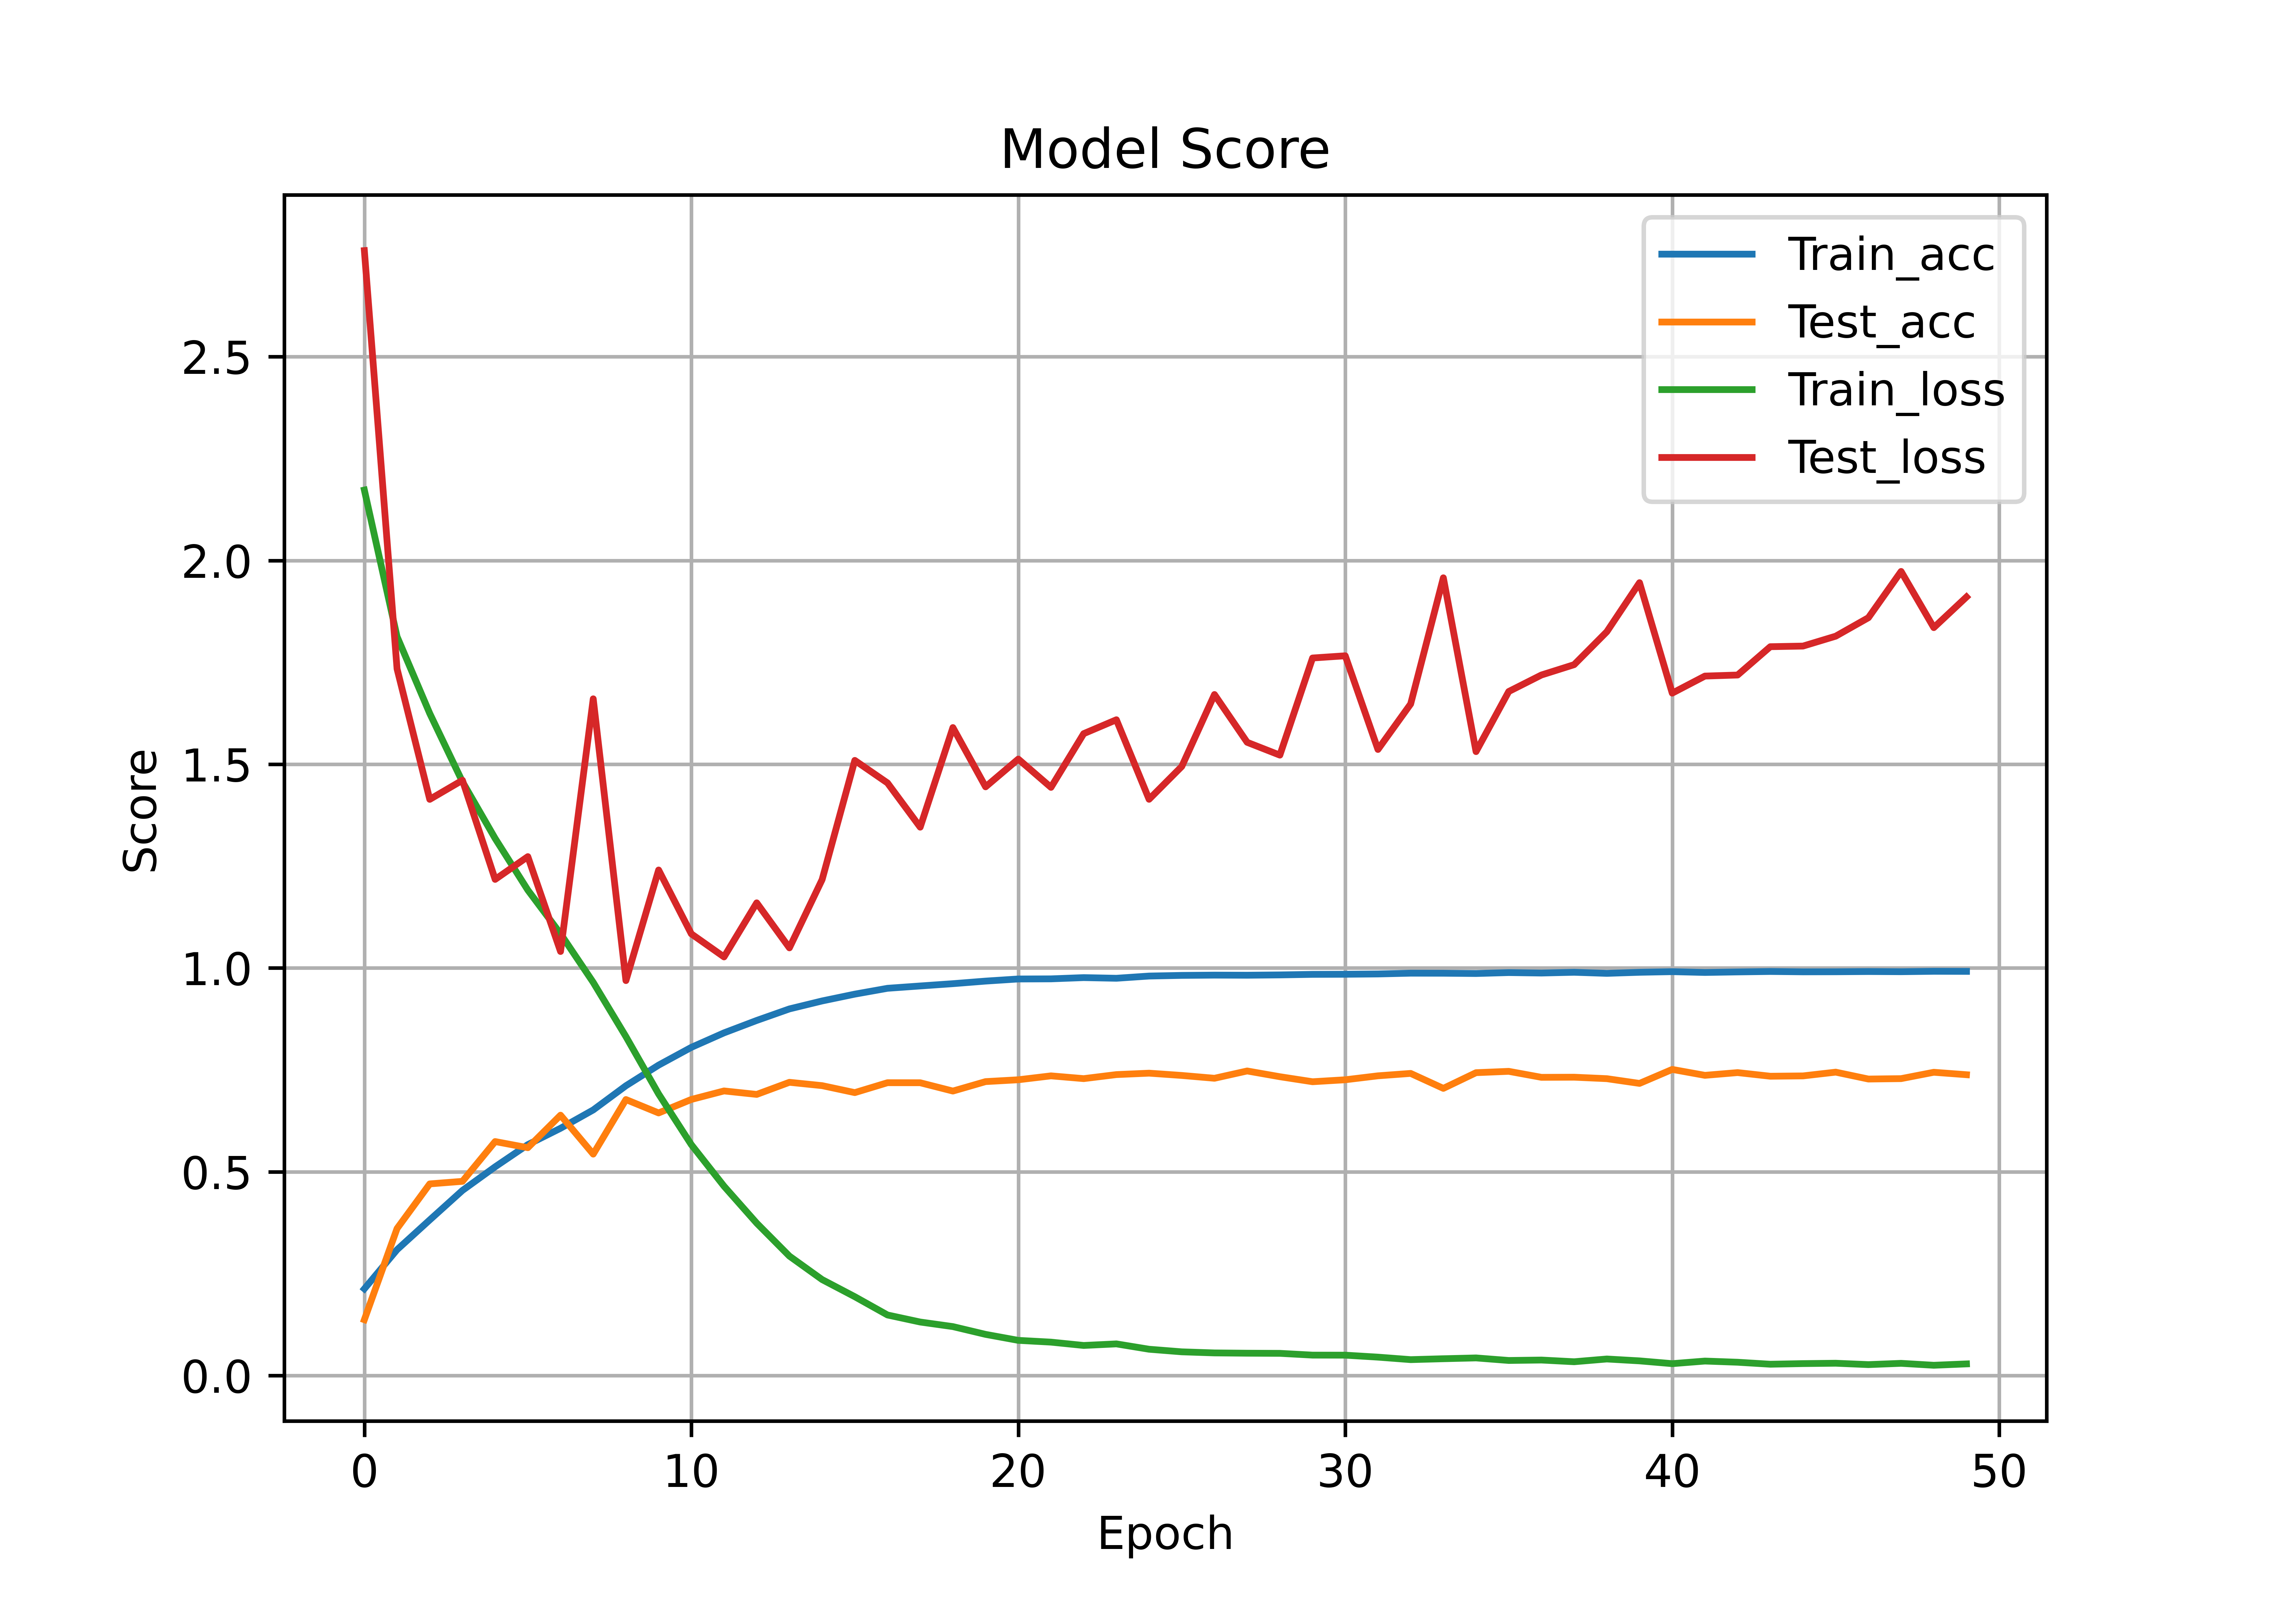 Model Score
Train_acc
Test_acc
Train_loss
Test_loss
2.5
2.0
1.5
1.0
0.5
0.0
Score
0 10 20 30 40 50
Epoch